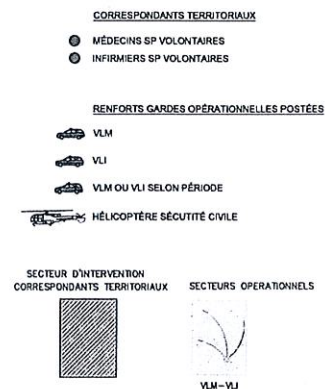 CORRESPONDANTS TERRITORIAUX
MÉDECINS SP VOLONTAIRES
INFIRMIERS SP VOLONTAIRES
RENFORTS GARDES OPÉRATIONNELLES POSTÉES
VLM
VLI
VLM OU VLI SELON PÉRIODE
HÉLICOPTÈRE SÉCUTITÉ CIVILE
SECTEUR D'INTERVENTION
CORRESPONDANTS TERRITORIAUX
SECTEURS OPERATIONNELS
VLM-VLI